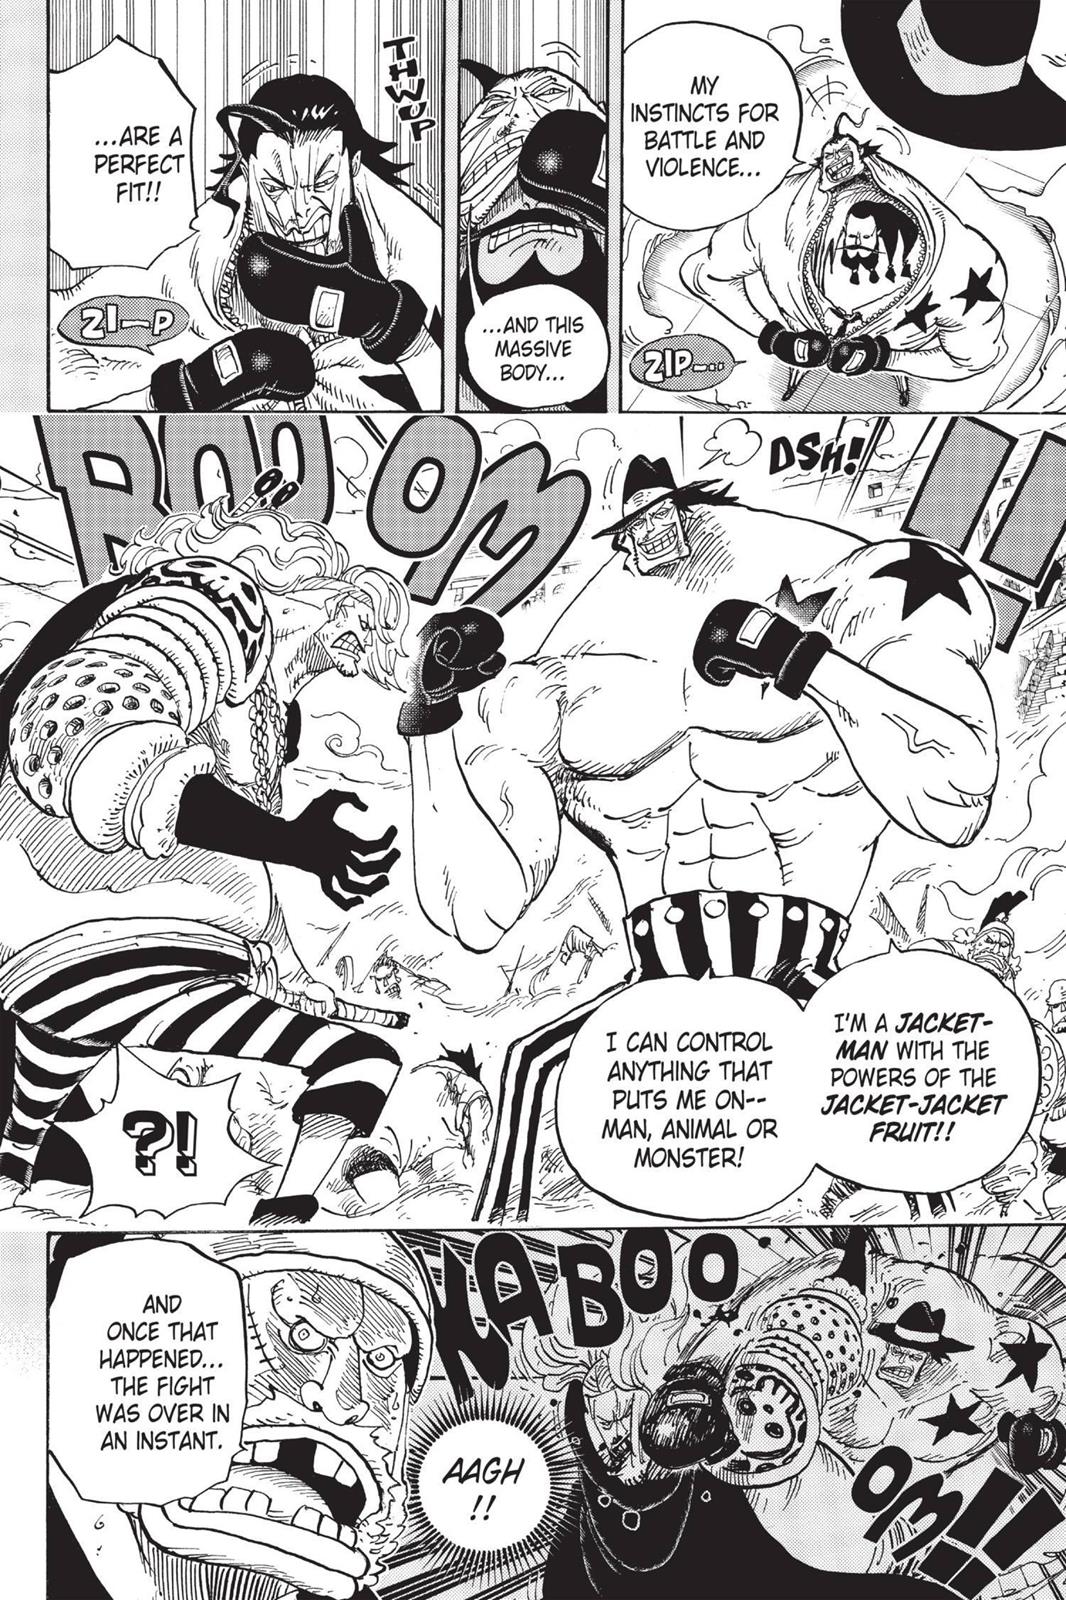 MY
INSTINCTS FOR
BATTLE AND
VIOLENCE...
ZIP--...
...AND THIS
MASSIVE
BODY...
THWUP
...ARE A
PERFECT
FIT!!
ZI--P
DSH!
BOOOOM!!
I'M A JACKET-
MAN WITH THE
POWERS OF THE
JACKET-JACKET
FRUIT!!
I CAN CONTROL
ANYTHING THAT
PUTS ME ON--
MAN, ANIMAL OR
MONSTER!
?!
KABOOOM!!
AAGH
!!
AND
ONCE THAT
HAPPENED...
THE FIGHT
WAS OVER IN
AN INSTANT.